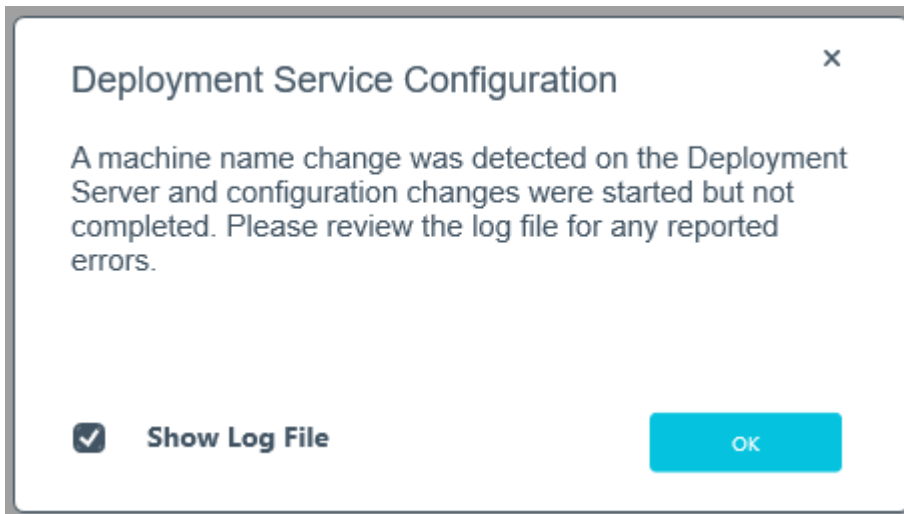 Deployment Service Configuration
A machine name change was detected on the Deployment
Server and configuration changes were started but not
completed. Please review the log file for any reported
errors.
Show Log File
OK